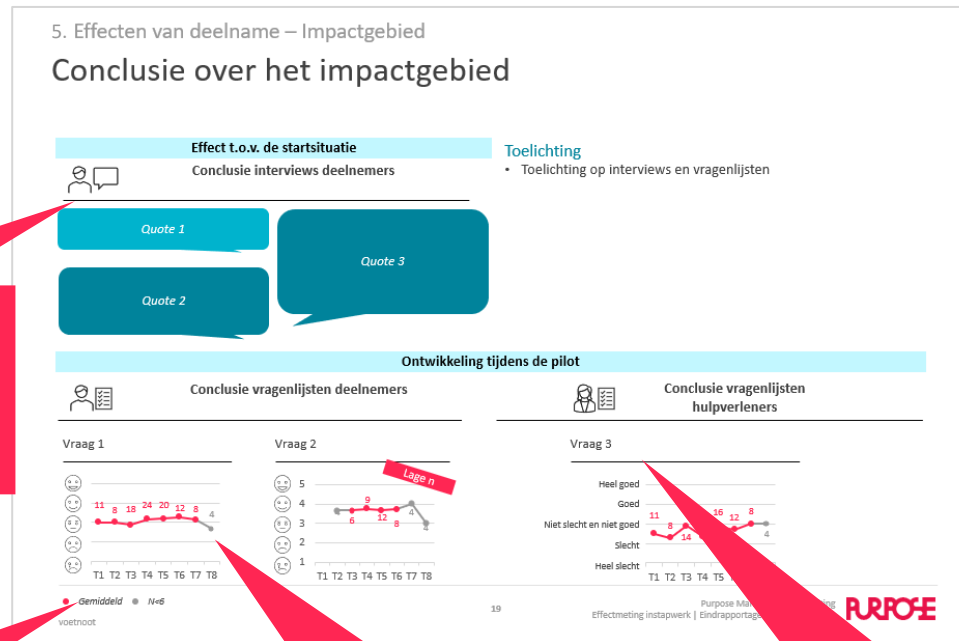 5. Effecten van deelname – Impactgebied
Conclusie over het impactgebied
Effect t.o.v. de startsituatie
Conclusie interviews deelnemers
Quote 1
Quote 2
Quote 3
Toelichting
• Toelichting op interviews en vragenlijsten
Ontwikkeling tijdens de pilot
Conclusie vragenlijsten deelnemers
Vraag 1
11 8 18 24 20 12 8 4
T1 T2 T3 T4 T5 T6 T7 T8
Vraag 2
Lage n
5
4
3
2
1
6 9 12 8 4 4
T1 T2 T3 T4 T5 T6 T7 T8
Conclusie vragenlijsten
hulpverleners
Vraag 3
Heel goed
Goed
Niet slecht en niet goed
Slecht
Heel slecht
11 8 14 16 12 8 4
T1 T2 T3 T4 T5
Gemiddeld N<6
voetnoot
19
Purpose
Effectmeting instapwerk |
PURPOSE